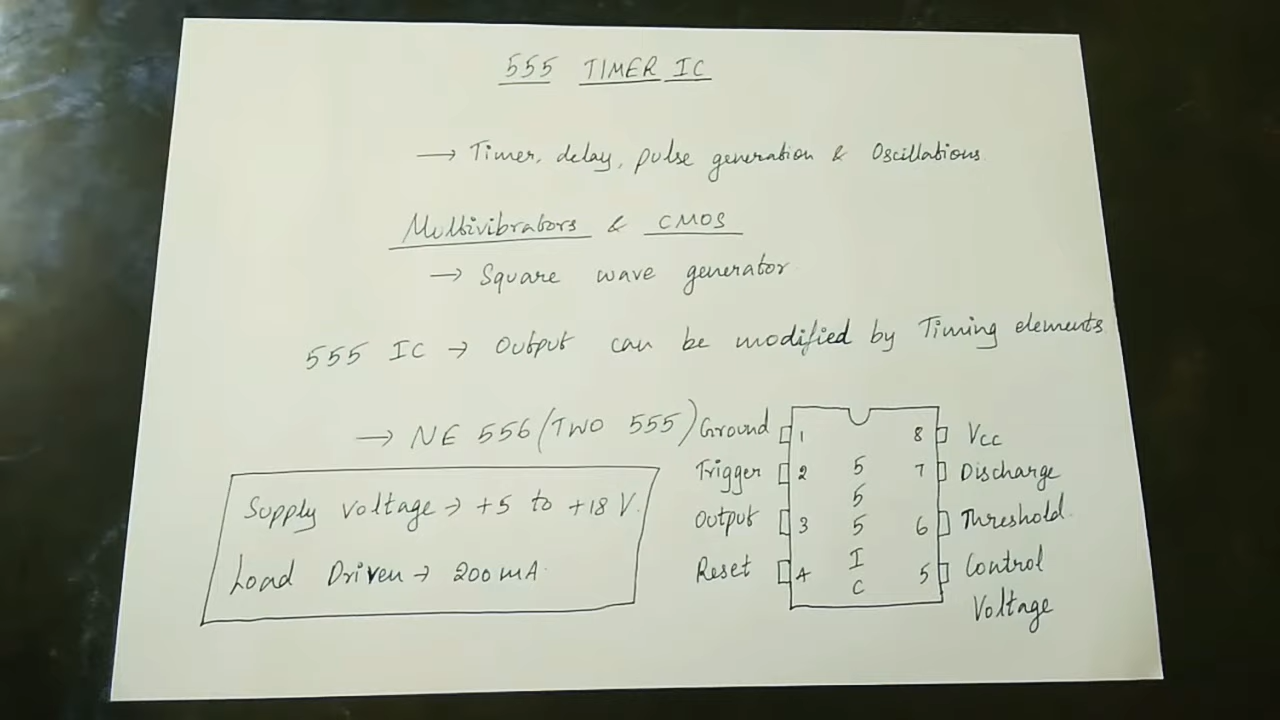 555 TIMER IC
→ Timer, delay, pulse generation & Oscillations
Multivibrators & CMOS
→ Square wave generator
555 IC → Output can be modified by Timing elements
→ NE 556 (TWO 555)
Supply Voltage → +5 to +18 V.
Load Driven → 200 mA.
Ground 1 8 Vcc
Trigger 2 5 7 Discharge
5
Output 3 5 6 Threshold
I
Reset 4 C 5 Control
Voltage